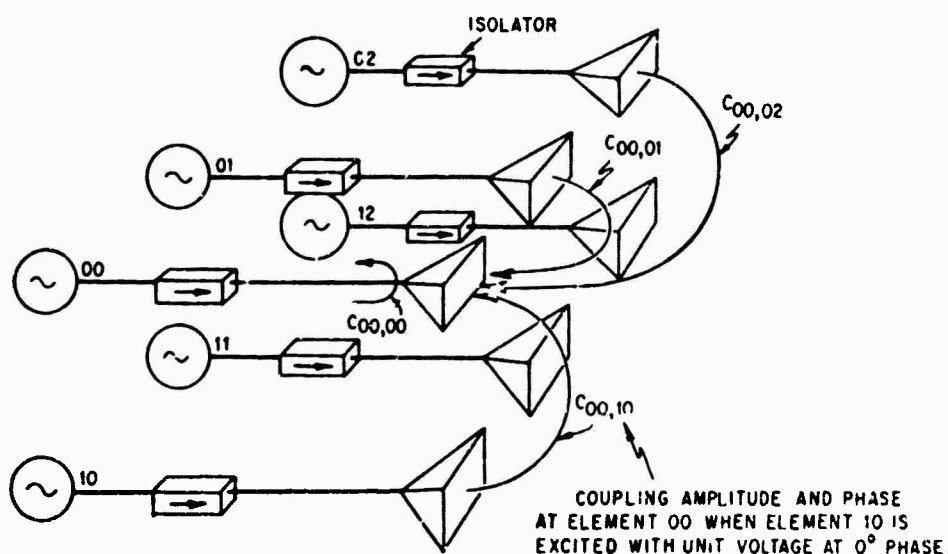 ISOLATOR
02
C00,02
01
C00,01
12
00
C00,00
11
C00,10
10
COUPLING AMPLITUDE AND PHASE
AT ELEMENT 00 WHEN ELEMENT 10 IS
EXCITED WITH UNIT VOLTAGE AT 0° PHASE